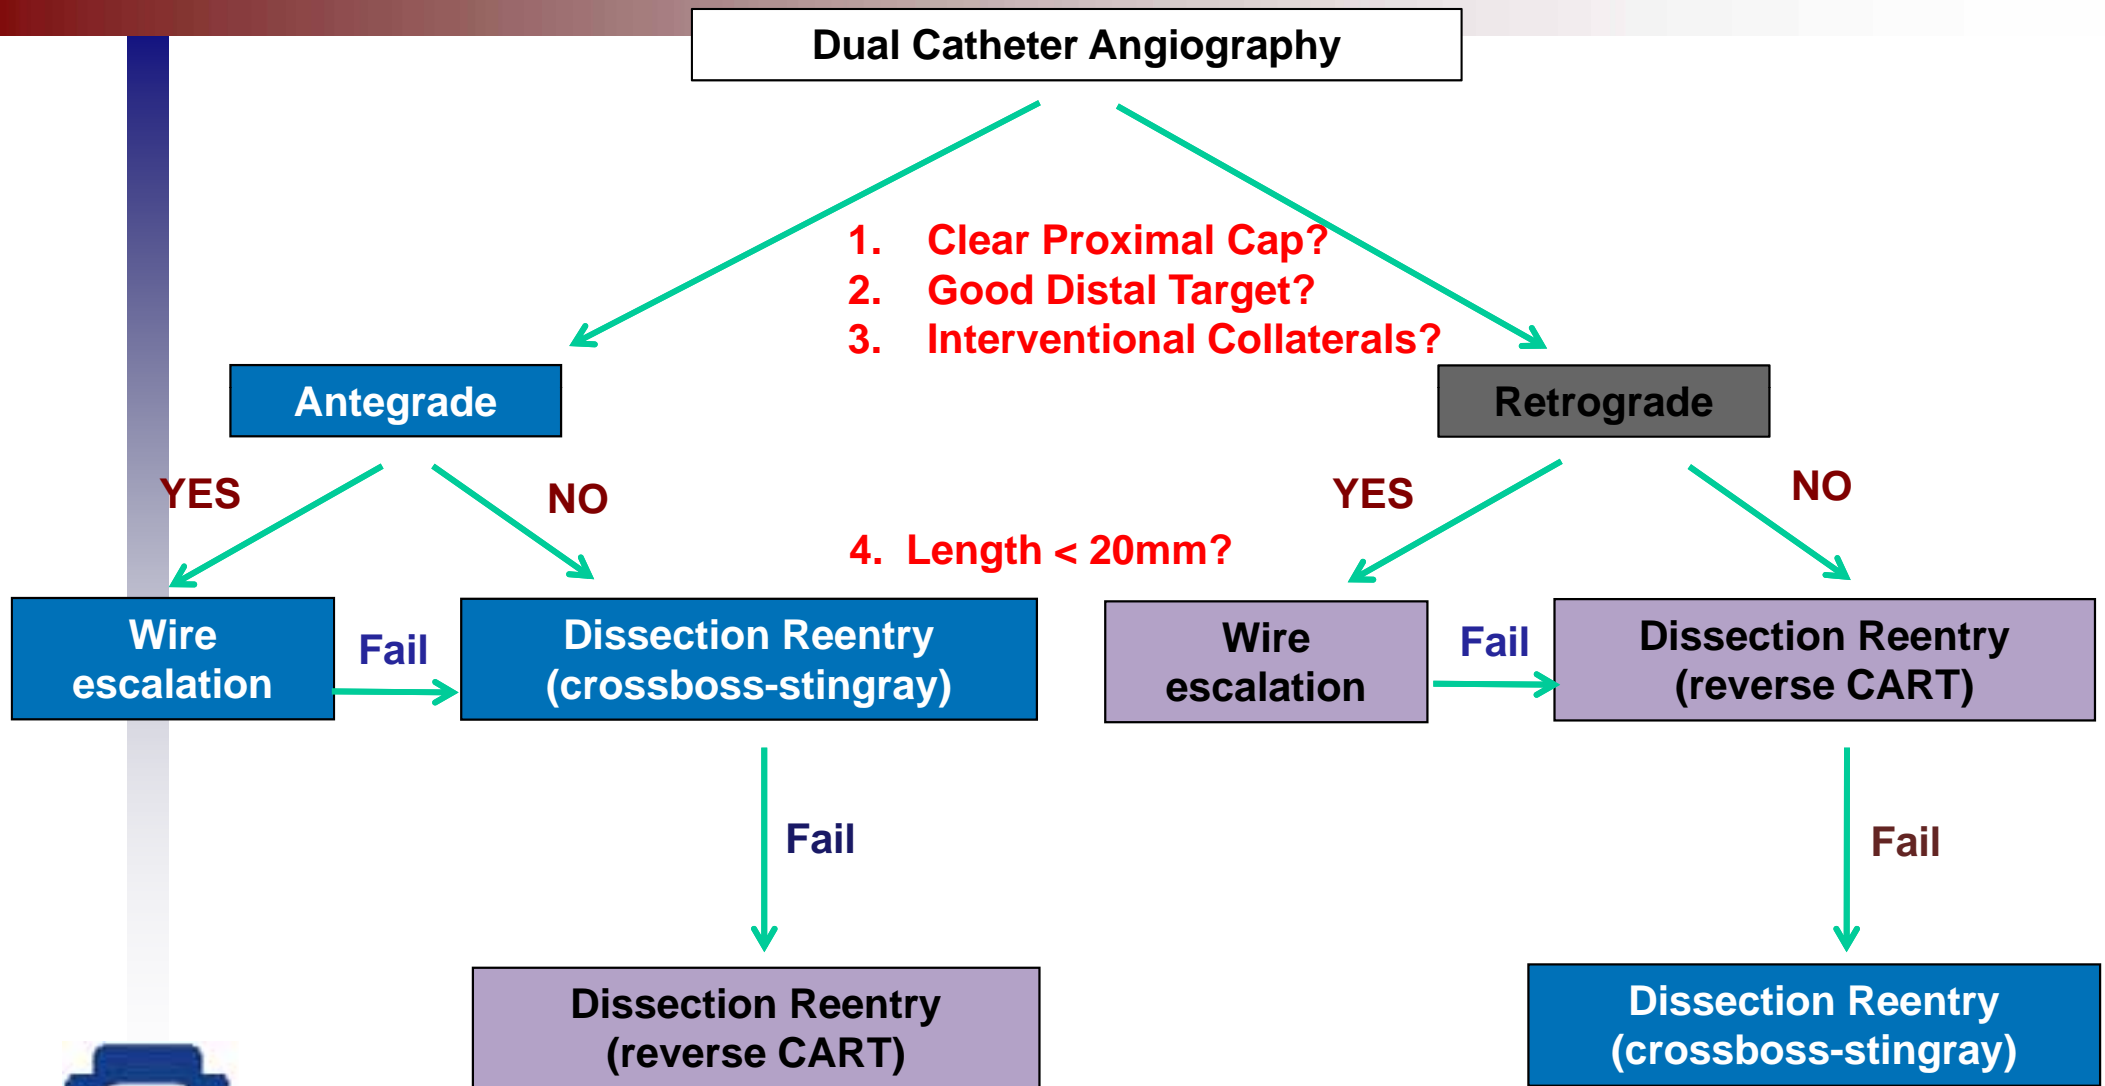 Dual Catheter Angiography
1. Clear Proximal Cap?
2. Good Distal Target?
3. Interventional Collaterals?
Antegrade
Retrograde
YES
NO
YES
NO
4. Length < 20mm?
Wire
escalation
Fail
Dissection Reentry
(crossboss-stingray)
Wire
escalation
Fail
Dissection Reentry
(reverse CART)
Fail
Fail
Dissection Reentry
(reverse CART)
Dissection Reentry
(crossboss-stingray)